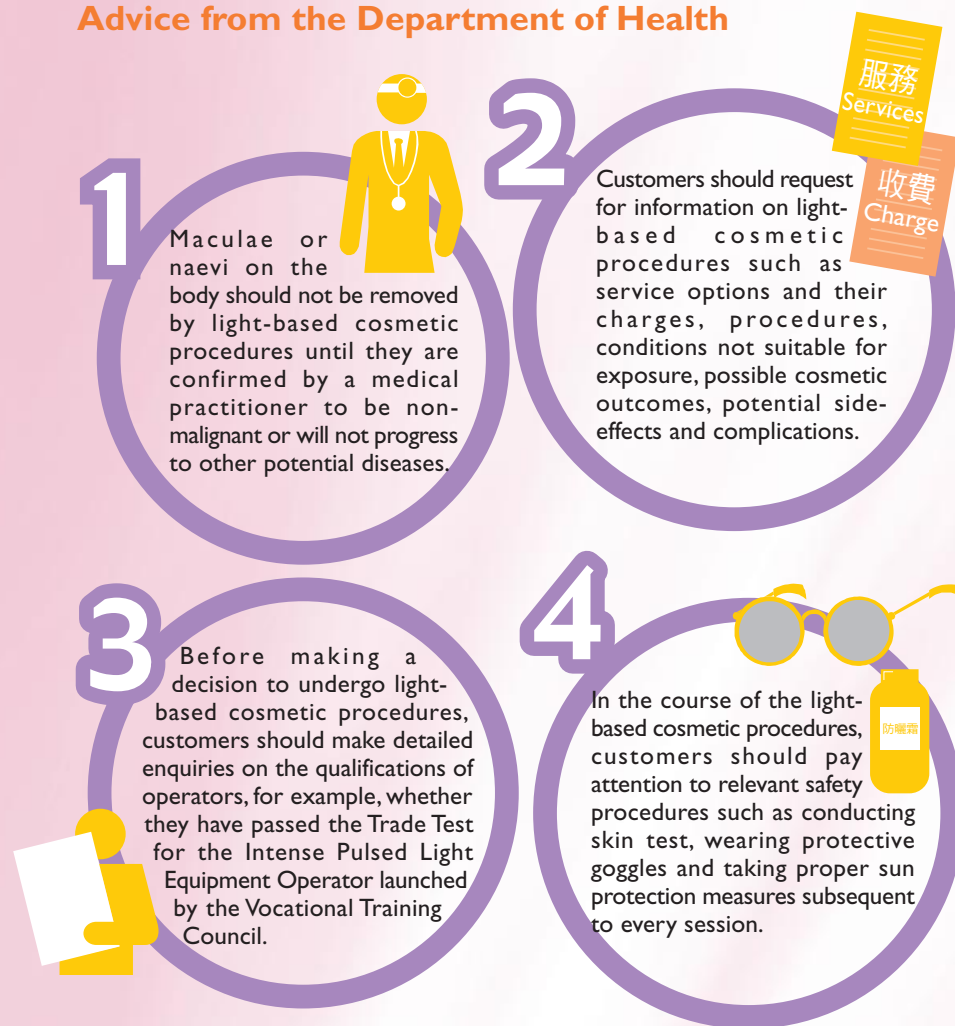 Advice from the Department of Health
1
Maculae or
naevi on the
body should not be removed
by light-based cosmetic
procedures until they are
confirmed by a medical
practitioner to be non-
malignant or will not progress
to other potential diseases.
2
服務
Services
收費
Charge
Customers should request
for information on light-
based cosmetic
procedures such as
service options and their
charges, procedures,
conditions not suitable for
exposure, possible cosmetic
outcomes, potential side-
effects and complications.
3
Before making a
decision to undergo light-
based cosmetic procedures,
customers should make detailed
enquiries on the qualifications of
operators, for example, whether
they have passed the Trade Test
for the Intense Pulsed Light
Equipment Operator launched
by the Vocational Training
Council.
4
In the course of the light-
based cosmetic procedures,
customers should pay
attention to relevant safety
procedures such as conducting
skin test, wearing protective
goggles and taking proper sun
protection measures subsequent
to every session.
防曬霜